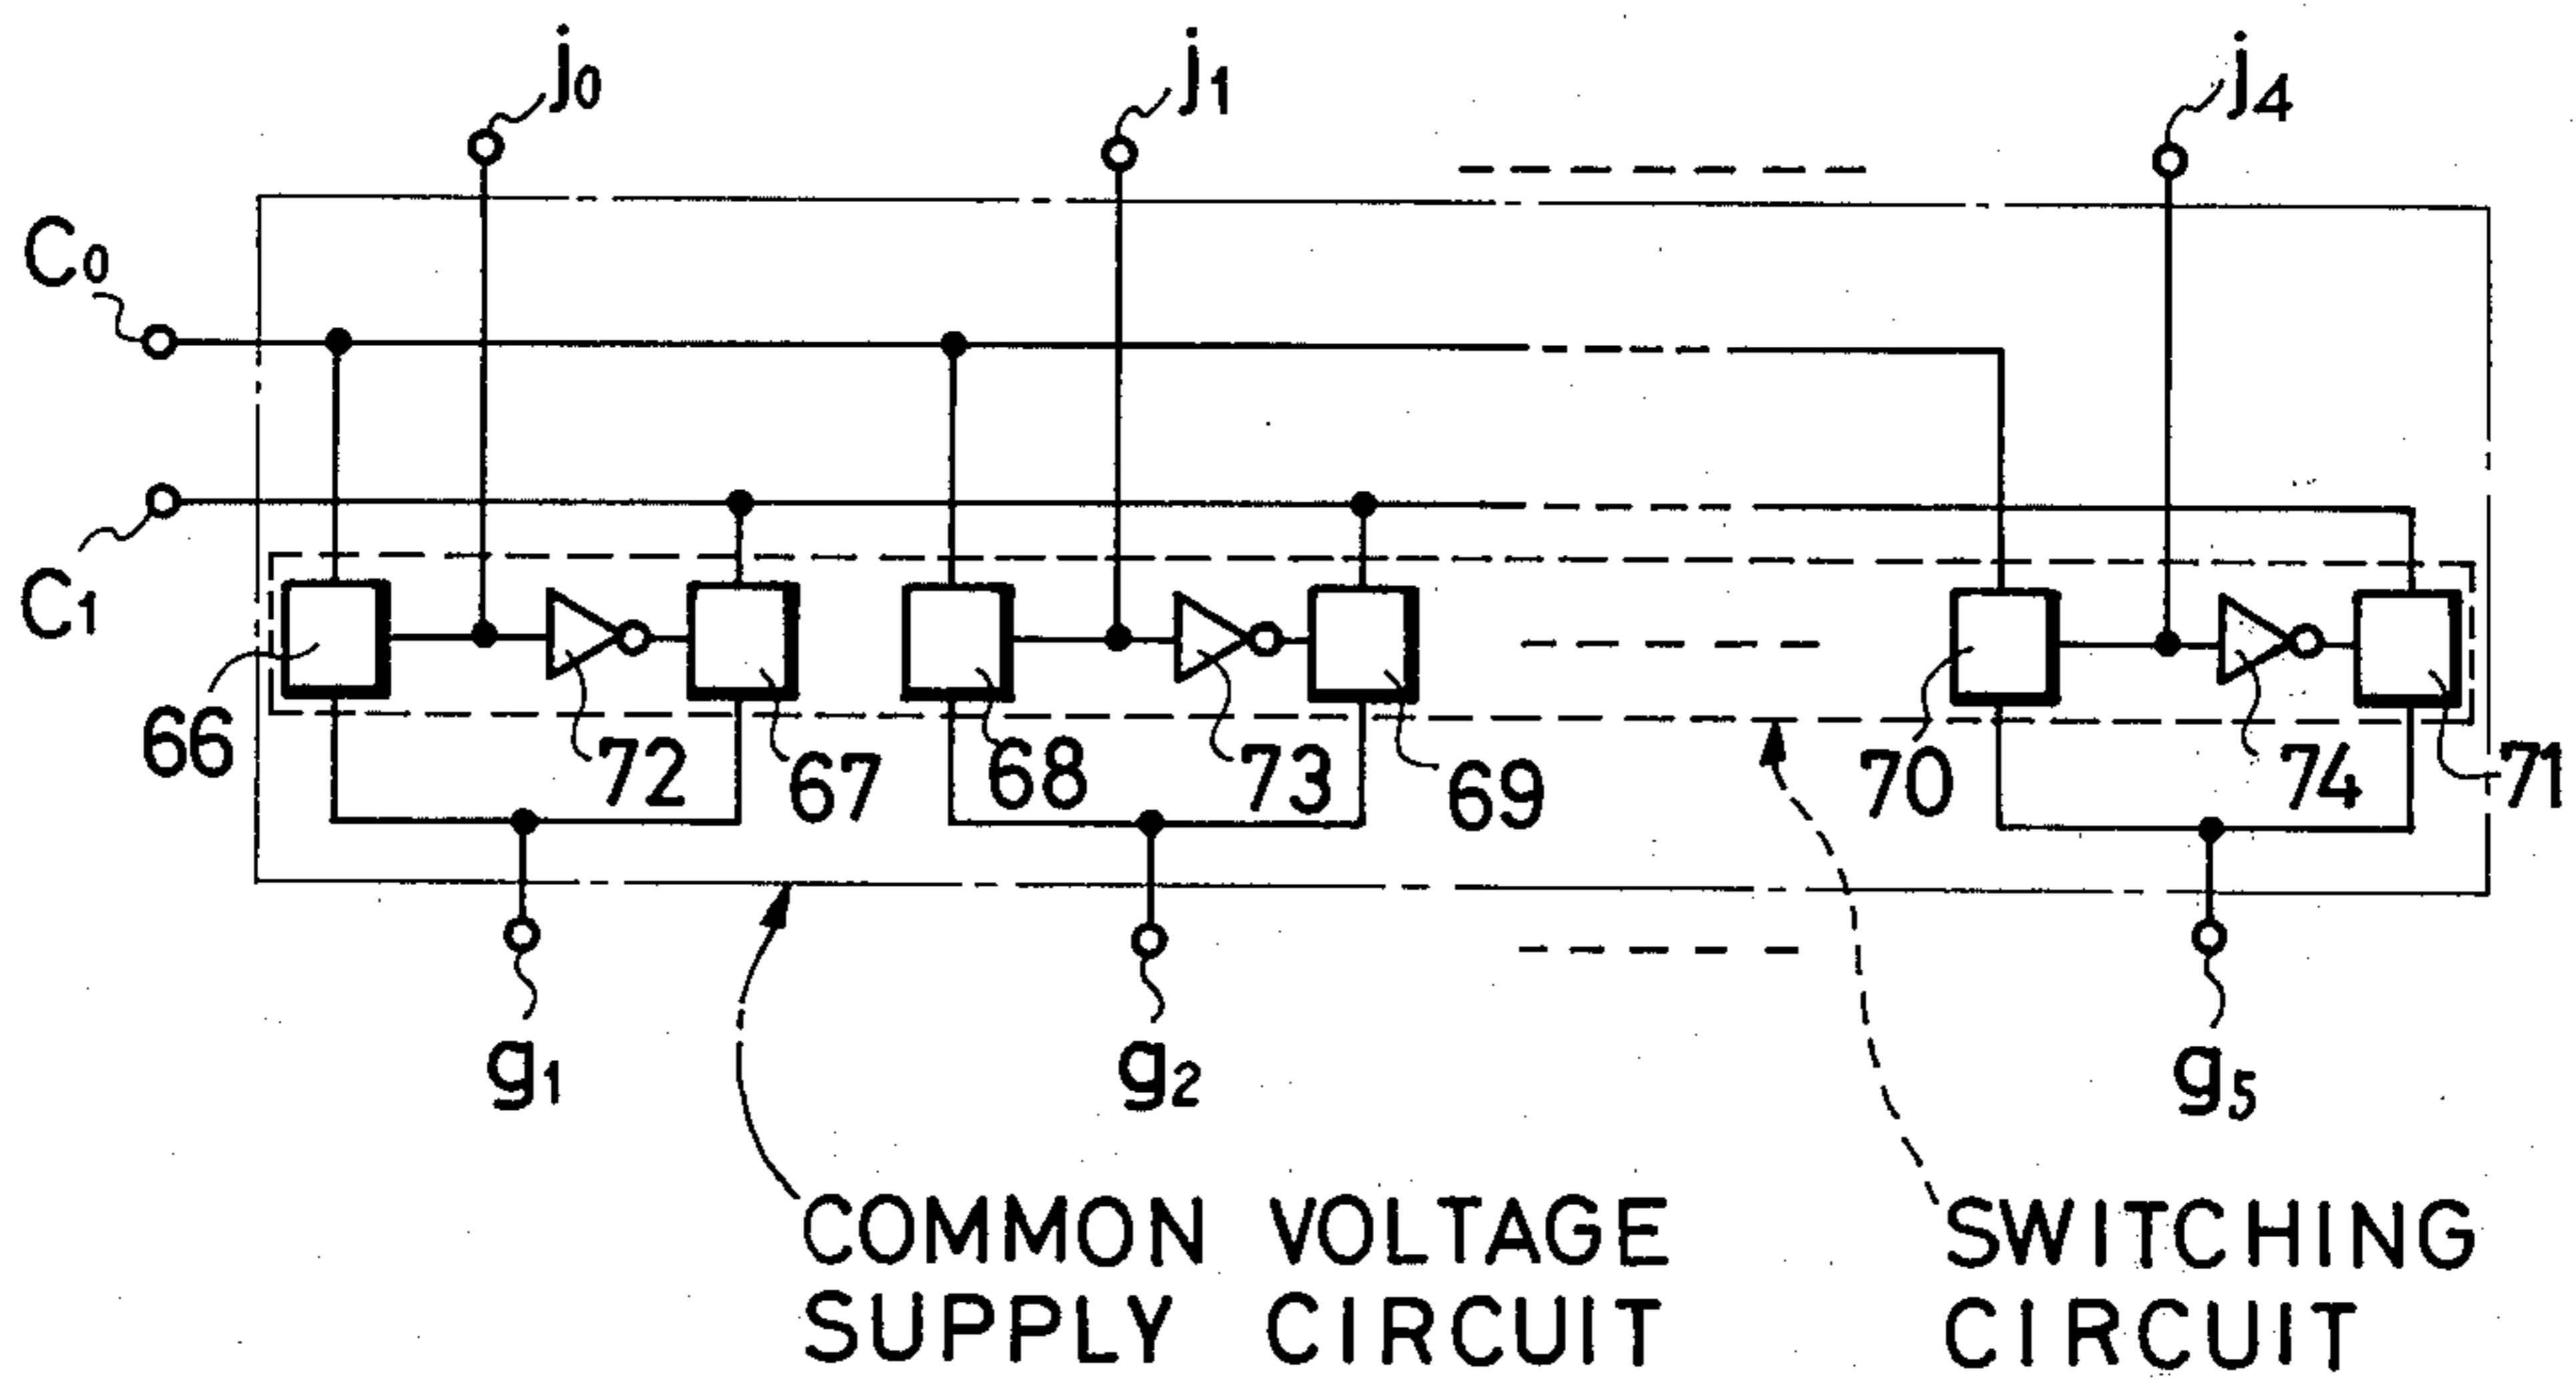 j0 j1 j4
C0
C1
66 72 67 68 73 69 70 74 71
g1 g2 g5
COMMON VOLTAGE
SUPPLY CIRCUIT
SWITCHING
CIRCUIT